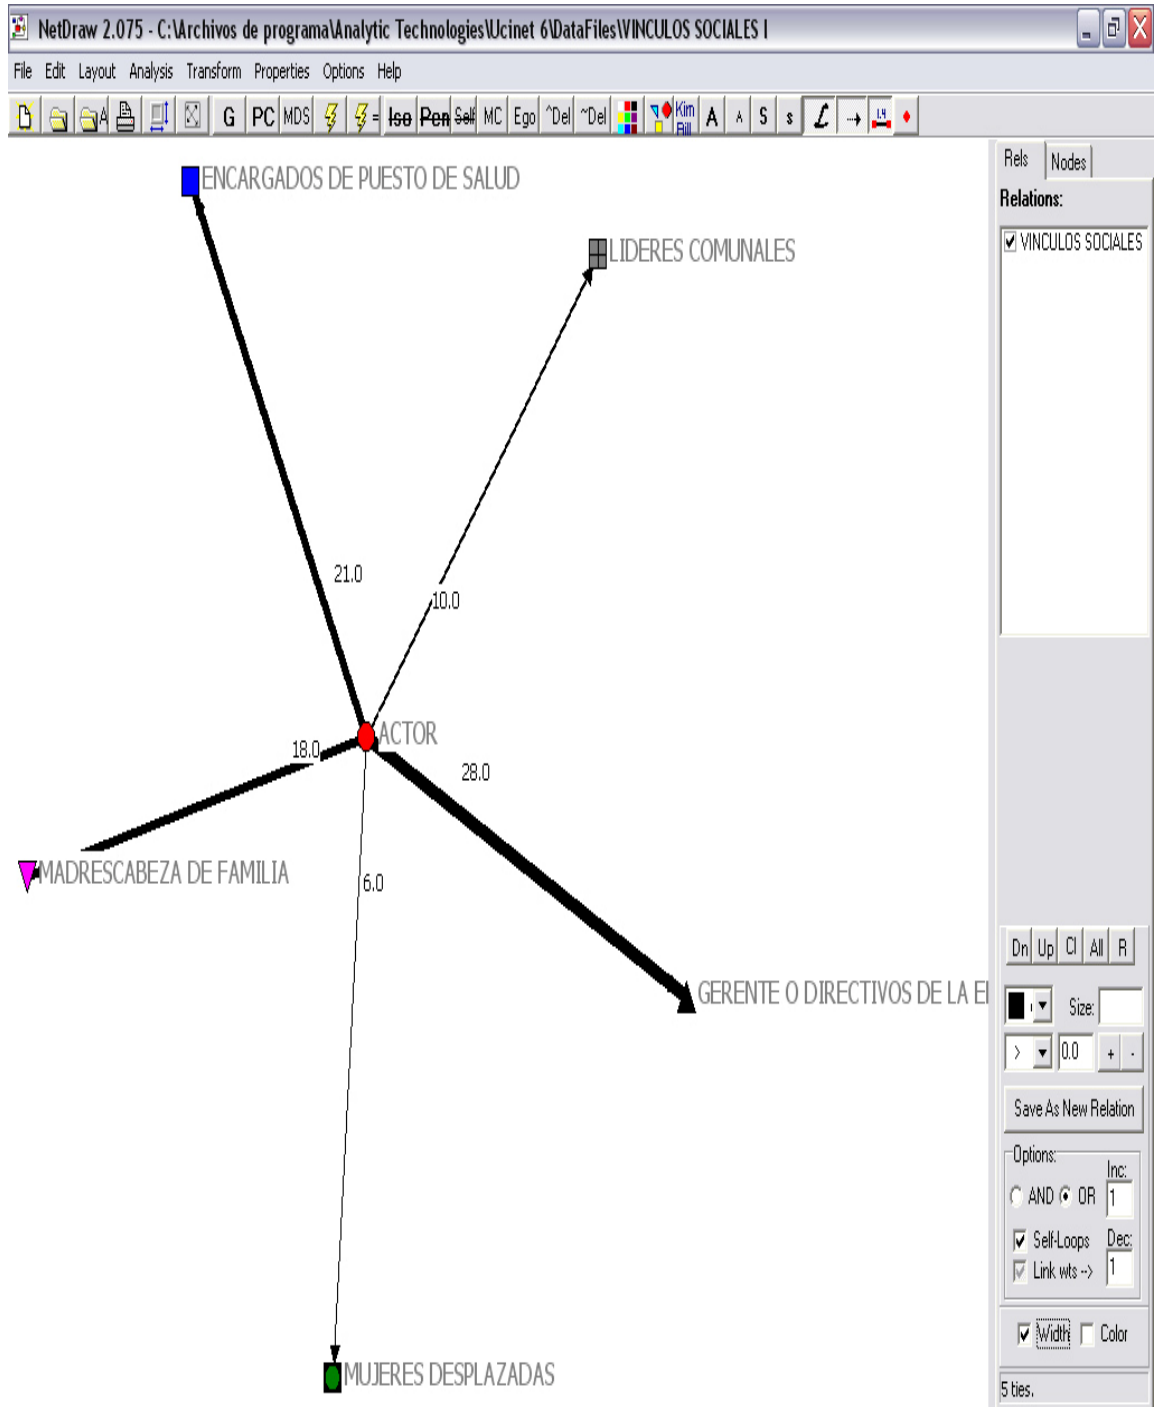 NetDraw 2.075 - C:\Archivos de programa\Analytic Technologies\Ucinet 6\DataFiles\VINCULOS SOCIALES I
File Edit Layout Analysis Transform Properties Options Help
A G PC MDS = Iso Pen Self MC Ego ^Del ~Del Kim Bill A A S s L
Rels Nodes
Relations:
VINCULOS SOCIALES
ENCARGADOS DE PUESTO DE SALUD
LIDERES COMUNALES
21.0
10.0
ACTOR
18.0
28.0
MADRESCABEZA DE FAMILIA
6.0
GERENTE O DIRECTIVOS DE LA
MUJERES DESPLAZADAS
Dn Up Cl All R
Size:
> 0.0 + -
Save As New Relation
Options:
Inc:
AND OR 1
Self-Loops Dec:
Link wts --> 1
Width Color
5 ties.